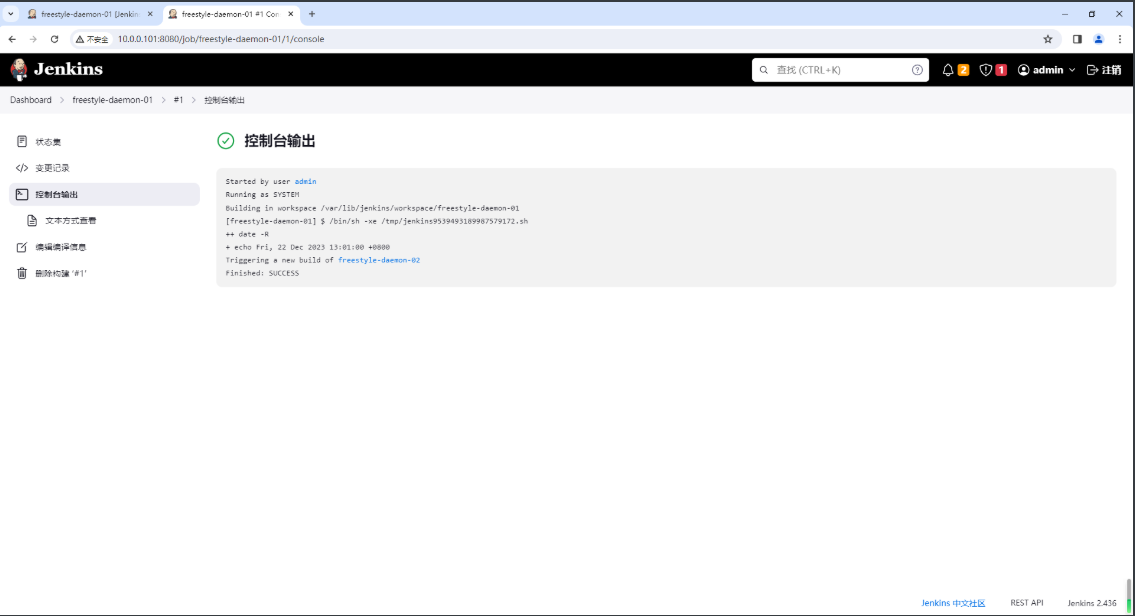 freestyle-daemon-01 [Jenkin
freestyle-daemon-01 #1 Con
不安全
10.0.0.101:8080/job/freestyle-daemon-01/1/console
Jenkins
查找 (CTRL+K)
2
1
admin
注销
Dashboard
freestyle-daemon-01
#1
控制台输出
状态集
变更记录
控制台输出
文本方式查看
编辑编译信息
删除构建 '#1'
控制台输出
Started by user admin
Running as SYSTEM
Building in workspace /var/lib/jenkins/workspace/freestyle-daemon-01
[freestyle-daemon-01] $ /bin/sh -xe /tmp/jenkins9539493189987579172.sh
++ date -R
+ echo Fri, 22 Dec 2023 13:01:00 +0800
Triggering a new build of freestyle-daemon-02
Finished: SUCCESS
Jenkins 中文社区
REST API
Jenkins 2.436